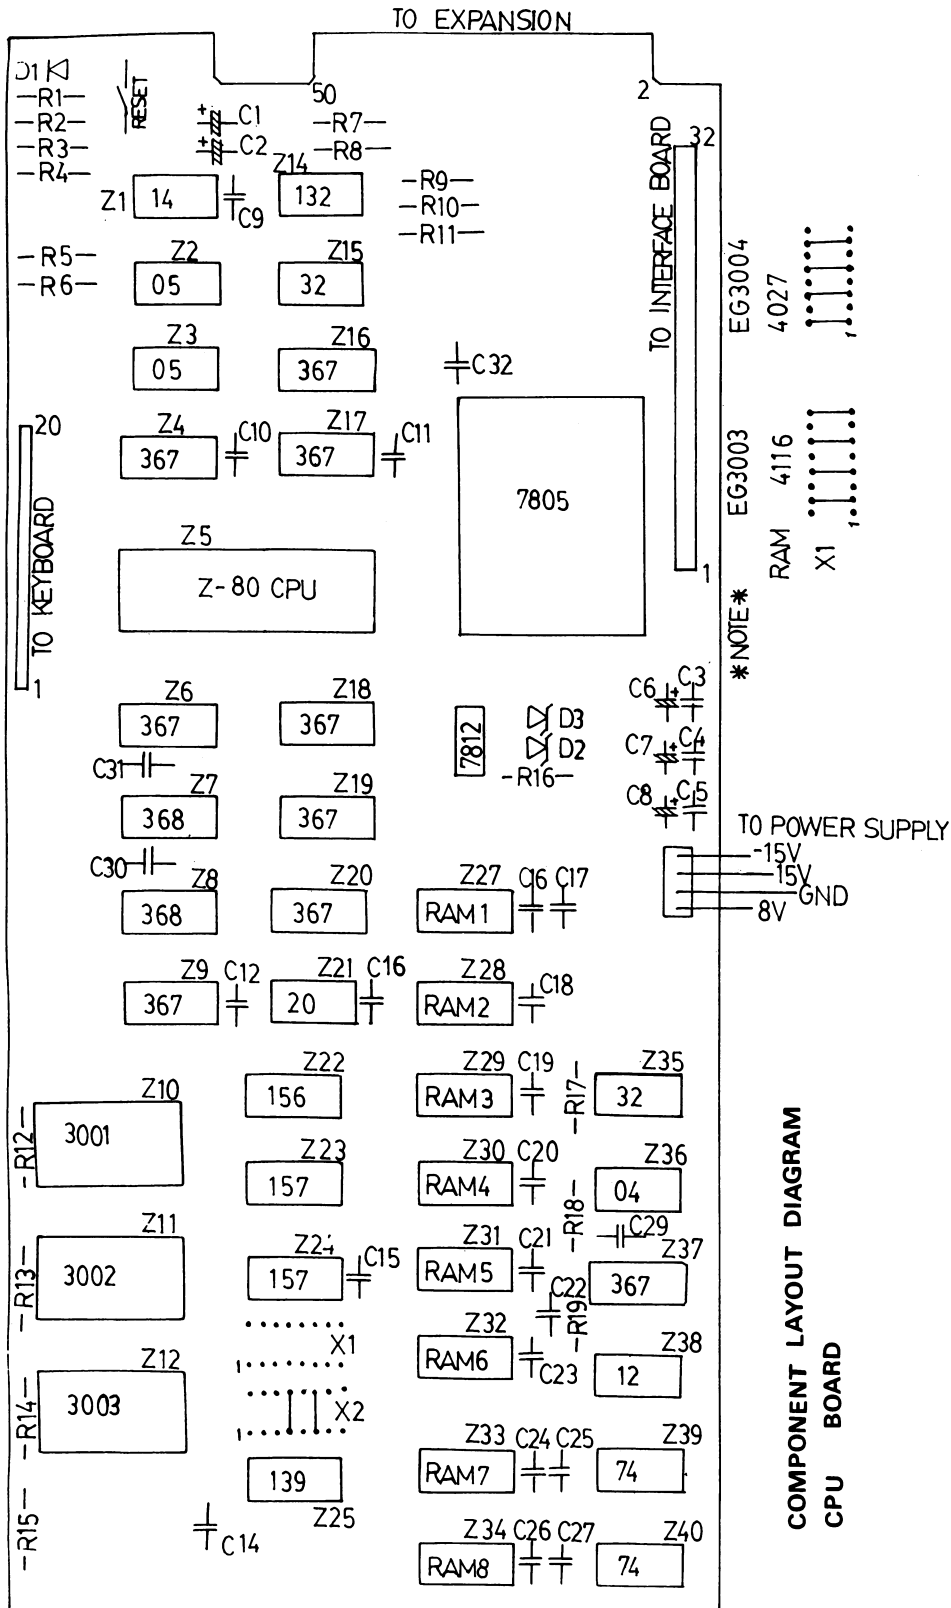 TO EXPANSION
D1
RESET
50
2
-R1-
-R2-
-R3-
-R4-
+ C1
+ C2
-R7-
-R8-
32
Z1
14
C9
Z14
132
-R9-
-R10-
-R11-
-R5-
-R6-
Z2
05
Z15
32
TO INTERFACE BOARD
Z3
05
Z16
367
C32
20
Z4
367
C10
Z17
367
C11
7805
TO KEYBOARD
Z5
Z-80 CPU
1
1
EG3004
4027
1
EG3003
RAM 4116
X1
1
*NOTE*
Z6
367
Z18
367
7812
D3
D2
-R16-
C6 + C3
C7 + C4
C8 + C5
C31
Z7
368
Z19
367
TO POWER SUPPLY
-15V
15V
GND
8V
C30
Z8
368
Z20
367
Z27
RAM1
C17
Z9
367
C12
Z21
20
C16
Z28
RAM2
C18
Z22
156
Z29
RAM3
C19
-R17-
Z35
32
Z10
3001
-R12-
Z23
157
Z30
RAM4
C20
-R18-
Z36
04
C29
Z11
3002
-R13-
Z24
157
C15
Z31
RAM5
C21
C22
-R19-
Z37
367
X1
1
Z32
RAM6
C23
Z38
12
Z12
3003
-R14-
X2
1
139
Z25
Z33
RAM7
C24
C25
Z39
74
-R15-
C14
Z34
RAM8
C26
C27
Z40
74
COMPONENT LAYOUT DIAGRAM
CPU BOARD